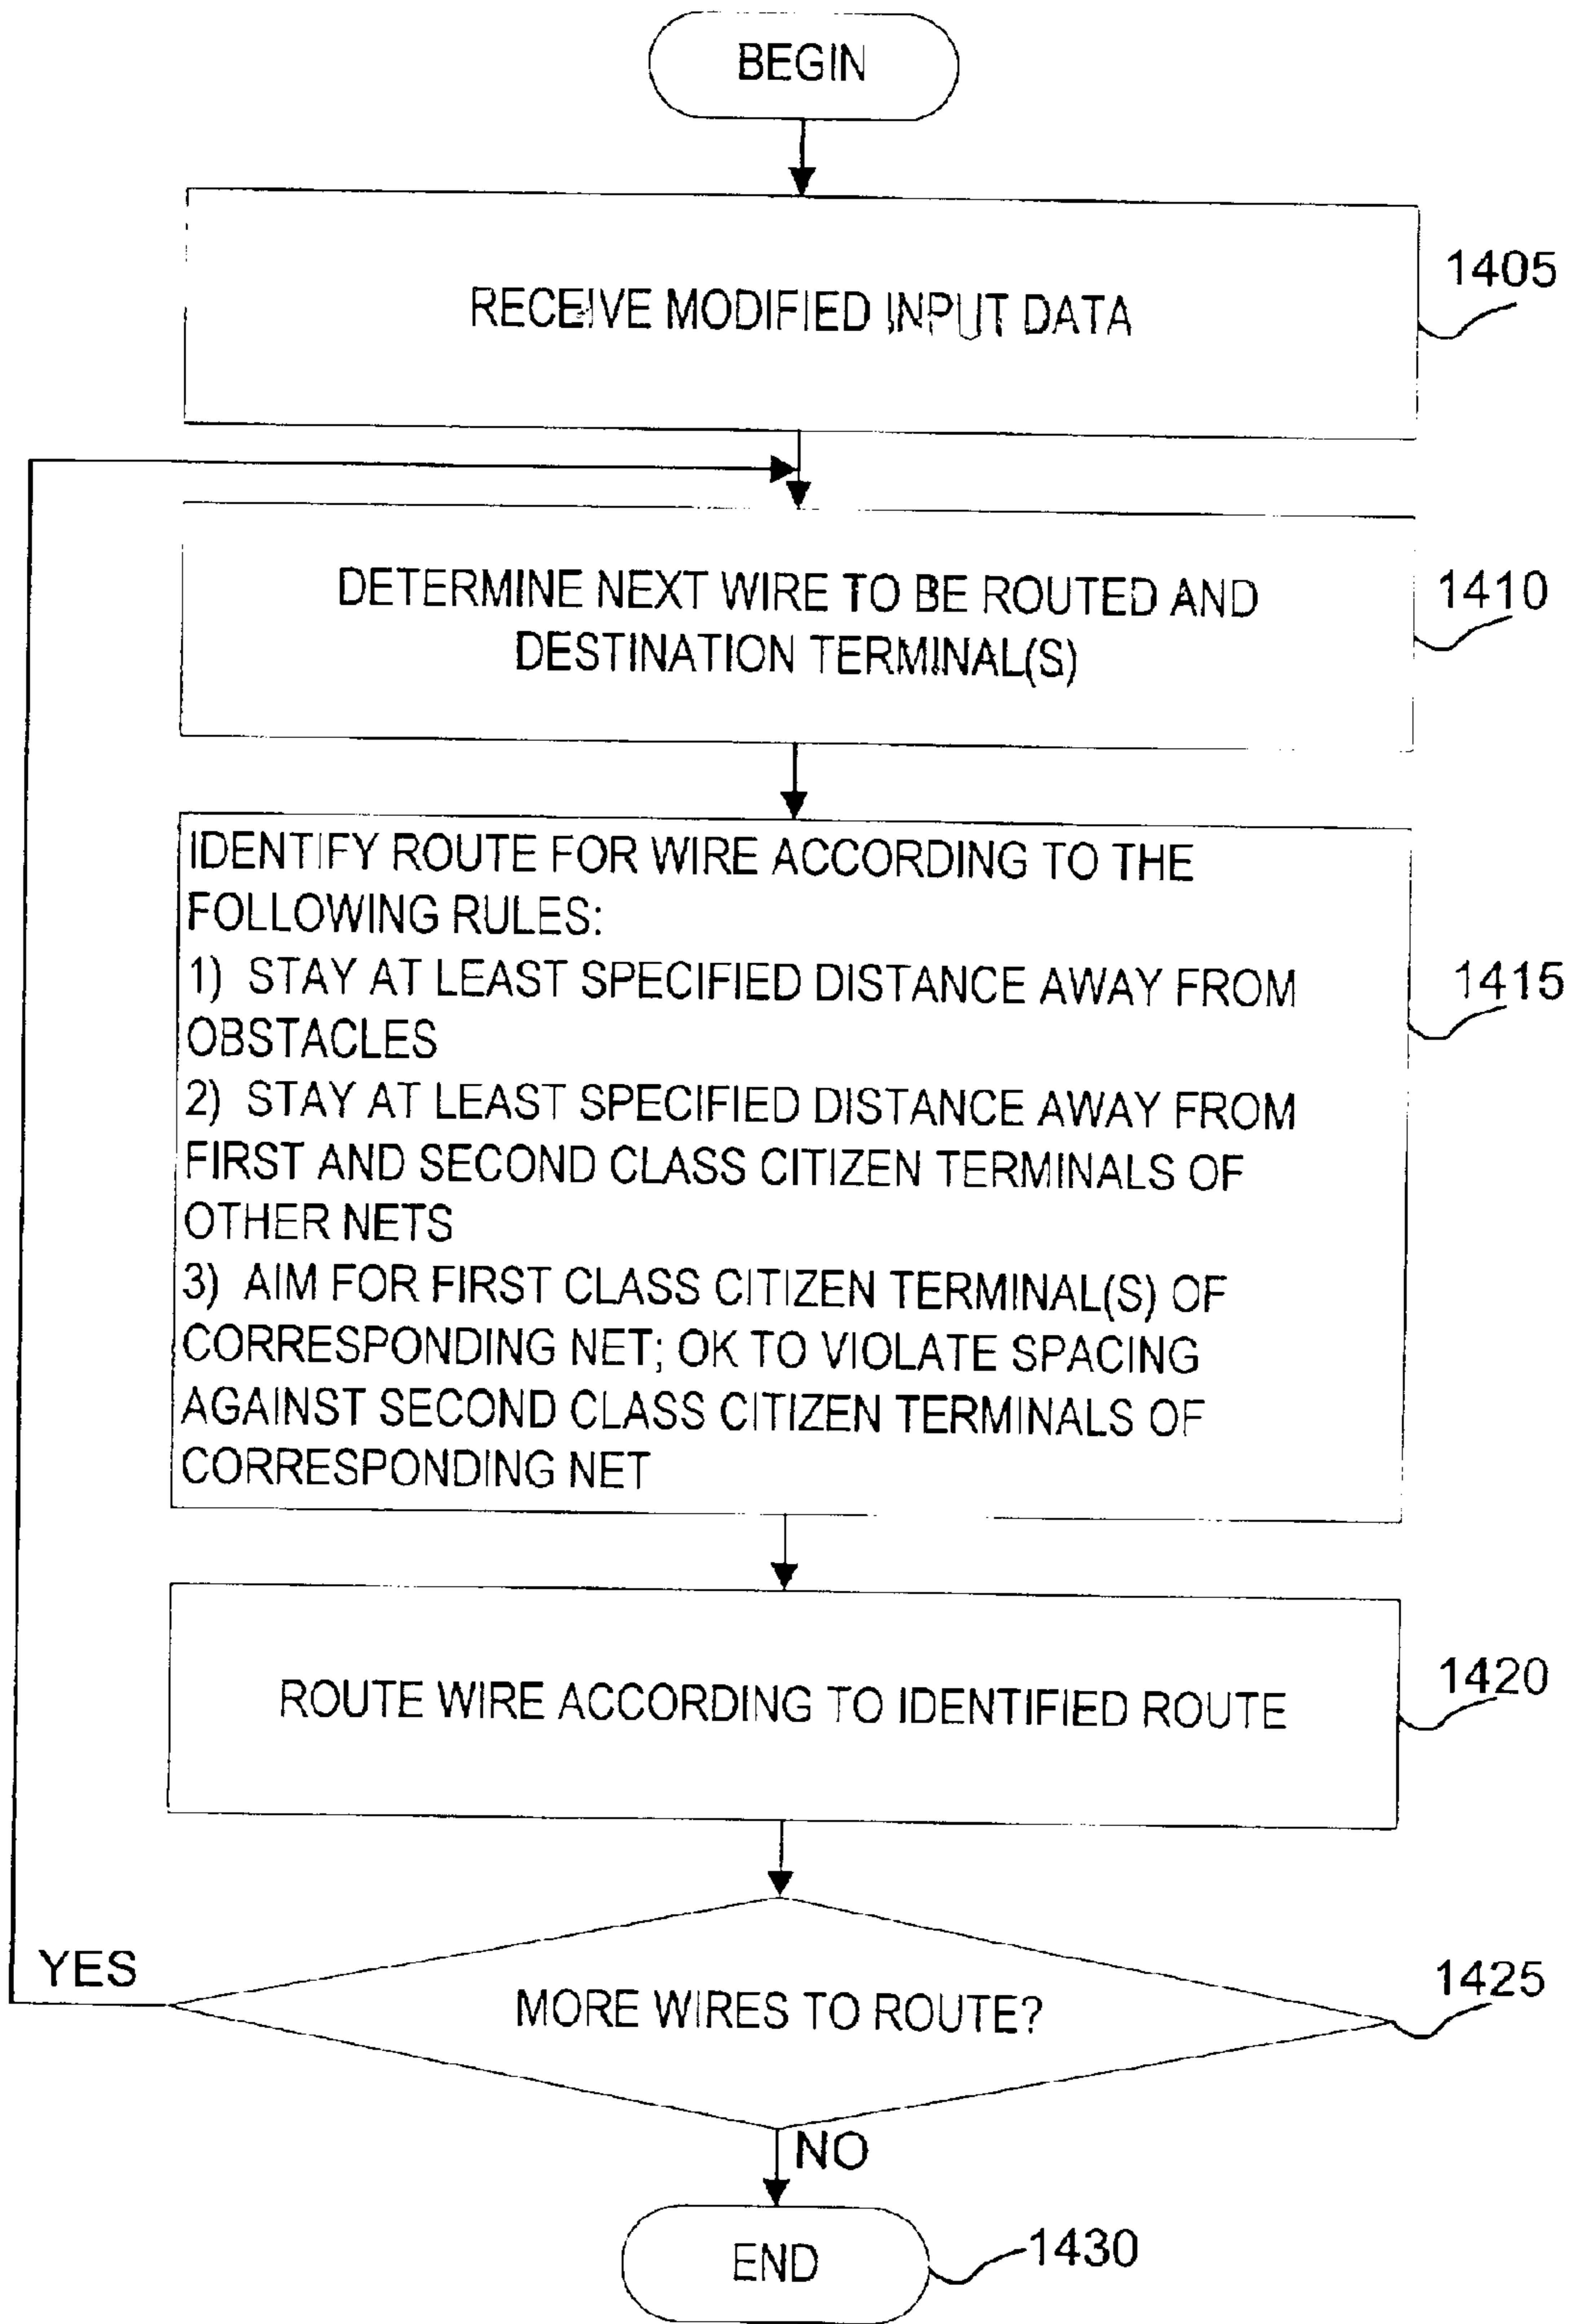 BEGIN
RECEIVE MODIFIED INPUT DATA
1405
DETERMINE NEXT WIRE TO BE ROUTED AND
DESTINATION TERMINAL(S)
1410
IDENTIFY ROUTE FOR WIRE ACCORDING TO THE
FOLLOWING RULES:
1) STAY AT LEAST SPECIFIED DISTANCE AWAY FROM
OBSTACLES
2) STAY AT LEAST SPECIFIED DISTANCE AWAY FROM
FIRST AND SECOND CLASS CITIZEN TERMINALS OF
OTHER NETS
3) AIM FOR FIRST CLASS CITIZEN TERMINAL(S) OF
CORRESPONDING NET; OK TO VIOLATE SPACING
AGAINST SECOND CLASS CITIZEN TERMINALS OF
CORRESPONDING NET
1415
ROUTE WIRE ACCORDING TO IDENTIFIED ROUTE
1420
YES
MORE WIRES TO ROUTE?
1425
NO
END
1430